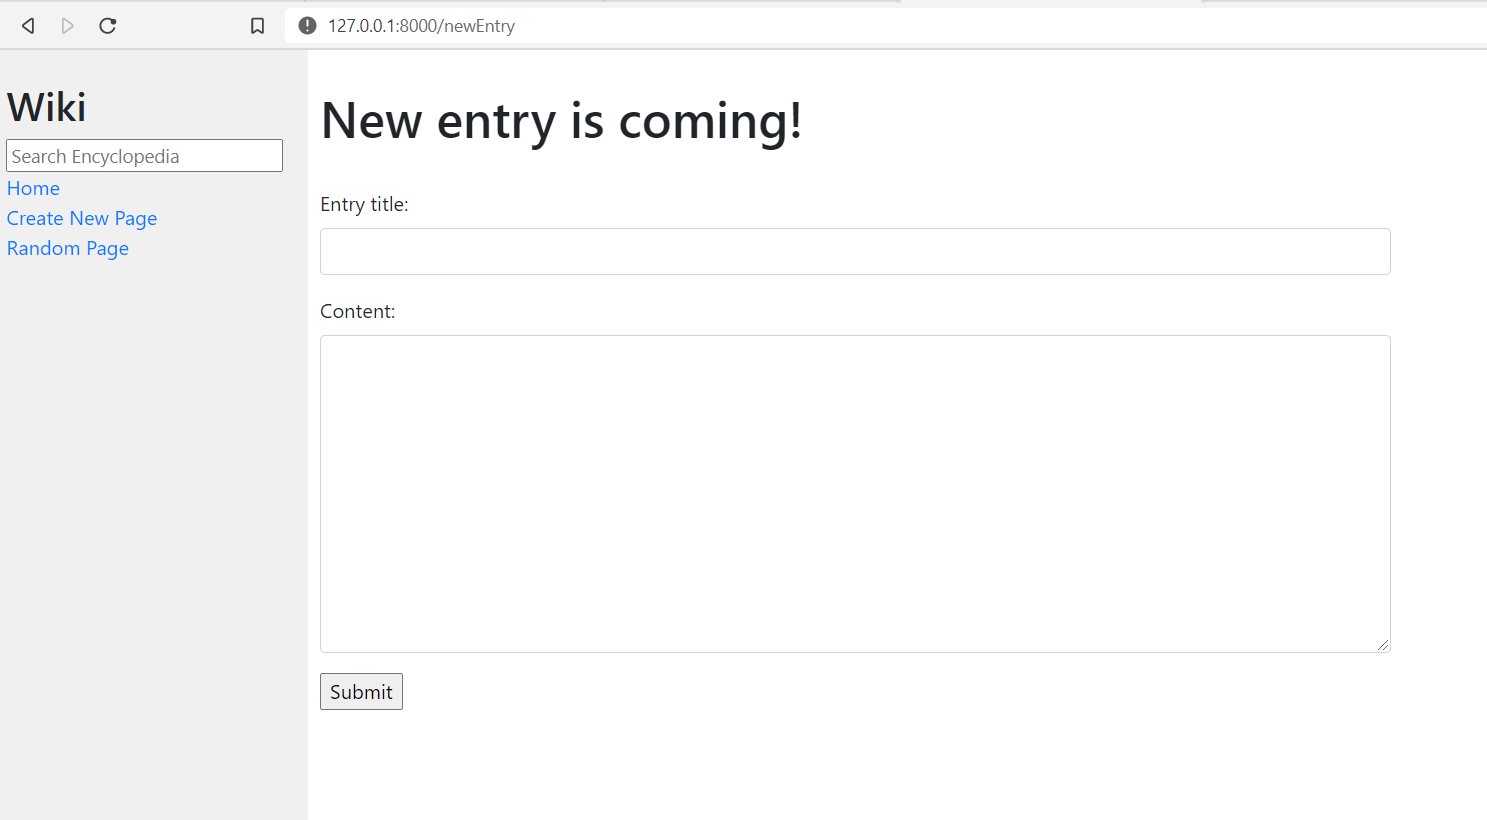 127.0.0.1:8000/newEntry
Wiki
Search Encyclopedia
Home
Create New Page
Random Page
New entry is coming!
Entry title:
Content:
Submit